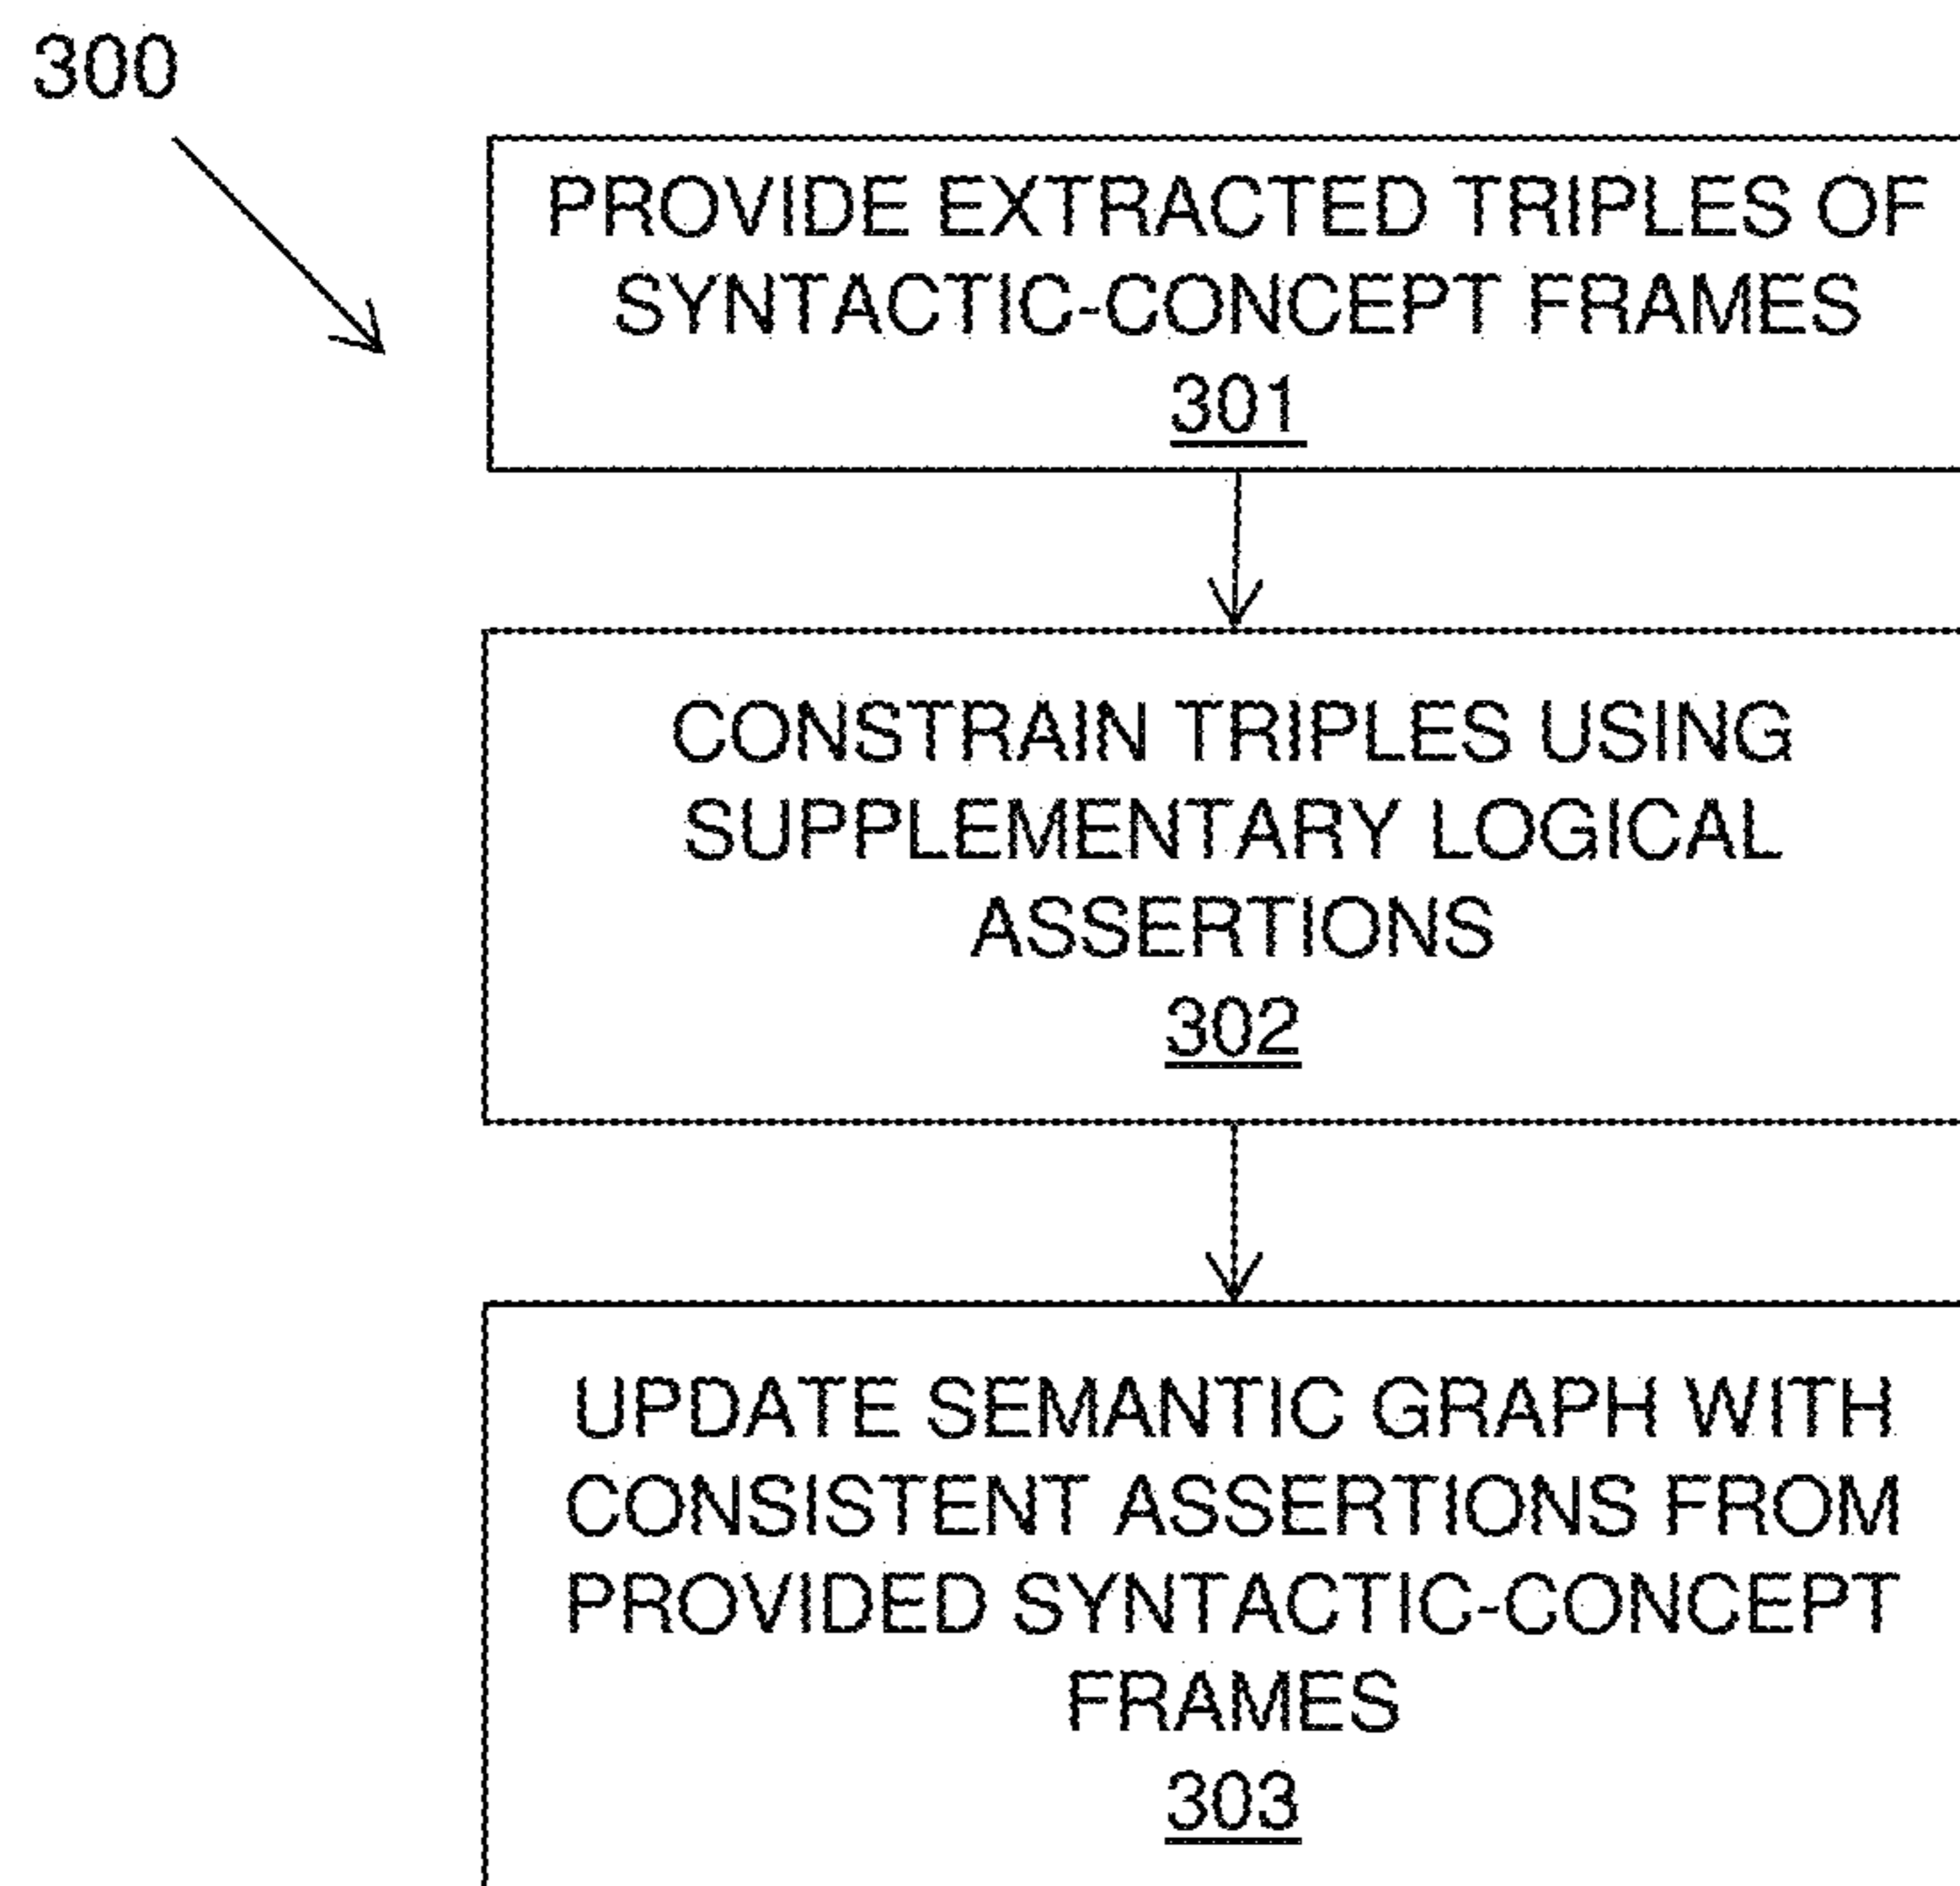 300
PROVIDE EXTRACTED TRIPLES OF
SYNTACTIC-CONCEPT FRAMES
301
CONSTRAIN TRIPLES USING
SUPPLEMENTARY LOGICAL
ASSERTIONS
302
UPDATE SEMANTIC GRAPH WITH
CONSISTENT ASSERTIONS FROM
PROVIDED SYNTACTIC-CONCEPT
FRAMES
303